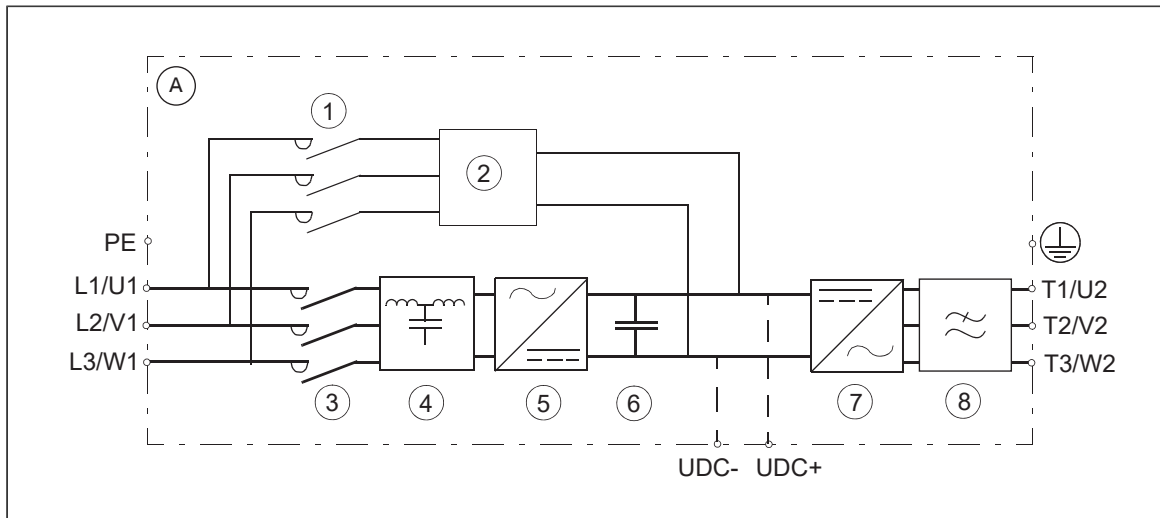 A
1
2
PE
L1/U1
L2/V1
L3/W1
T1/U2
T2/V2
T3/W2
3
4
5
6
7
8
UDC-
UDC+